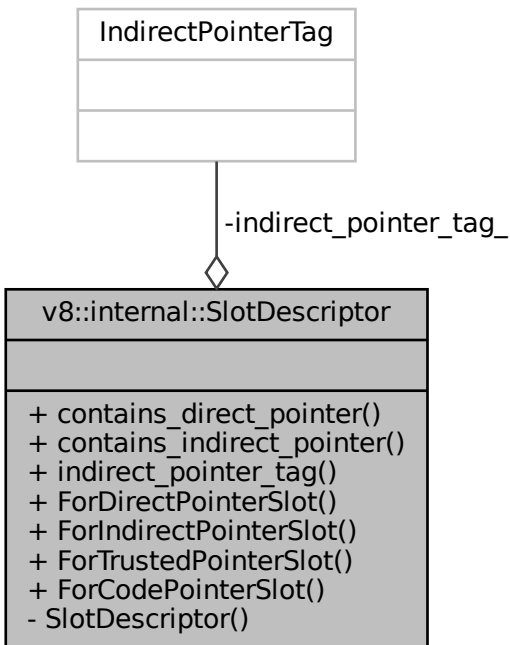 IndirectPointerTag
-indirect_pointer_tag_
v8::internal::SlotDescriptor
+ contains_direct_pointer()
+ contains_indirect_pointer()
+ indirect_pointer_tag()
+ ForDirectPointerSlot()
+ ForIndirectPointerSlot()
+ ForTrustedPointerSlot()
+ ForCodePointerSlot()
- SlotDescriptor()